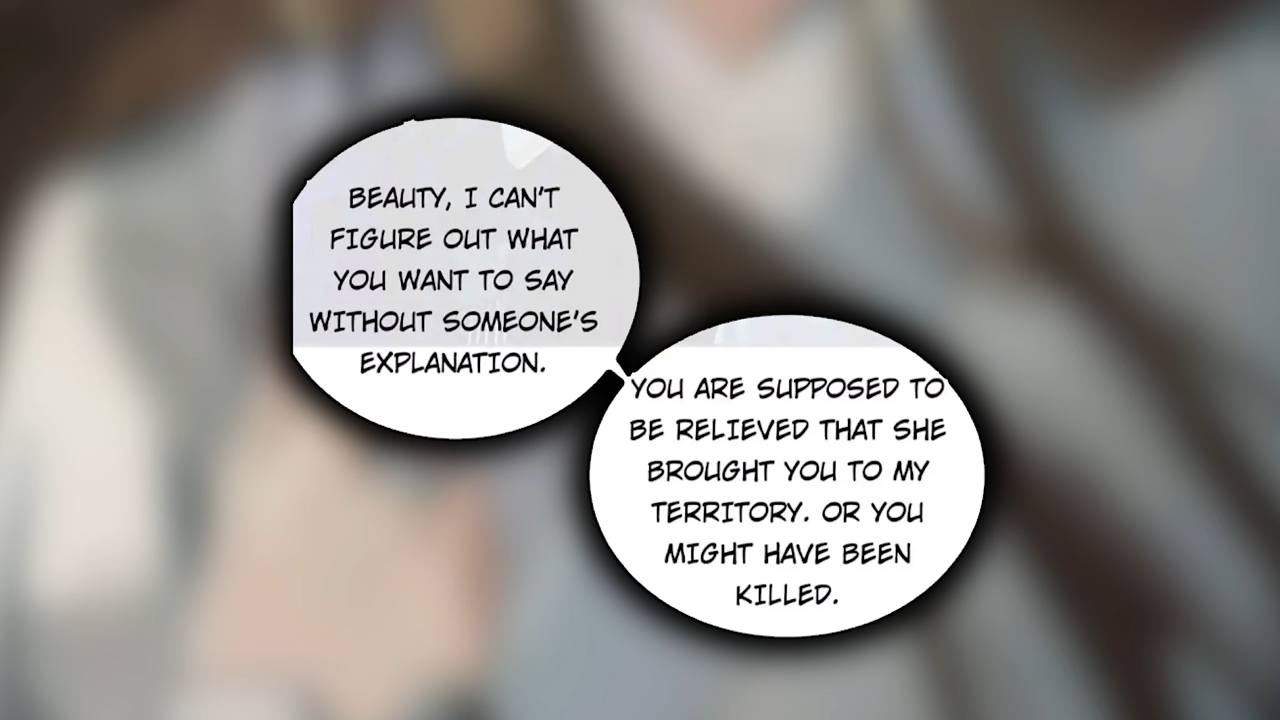 BEAUTY, I CAN'T
FIGURE OUT WHAT
YOU WANT TO SAY
WITHOUT SOMEONE'S
EXPLANATION.
YOU ARE SUPPOSED TO
BE RELIEVED THAT SHE
BROUGHT YOU TO MY
TERRITORY. OR YOU
MIGHT HAVE BEEN
KILLED.